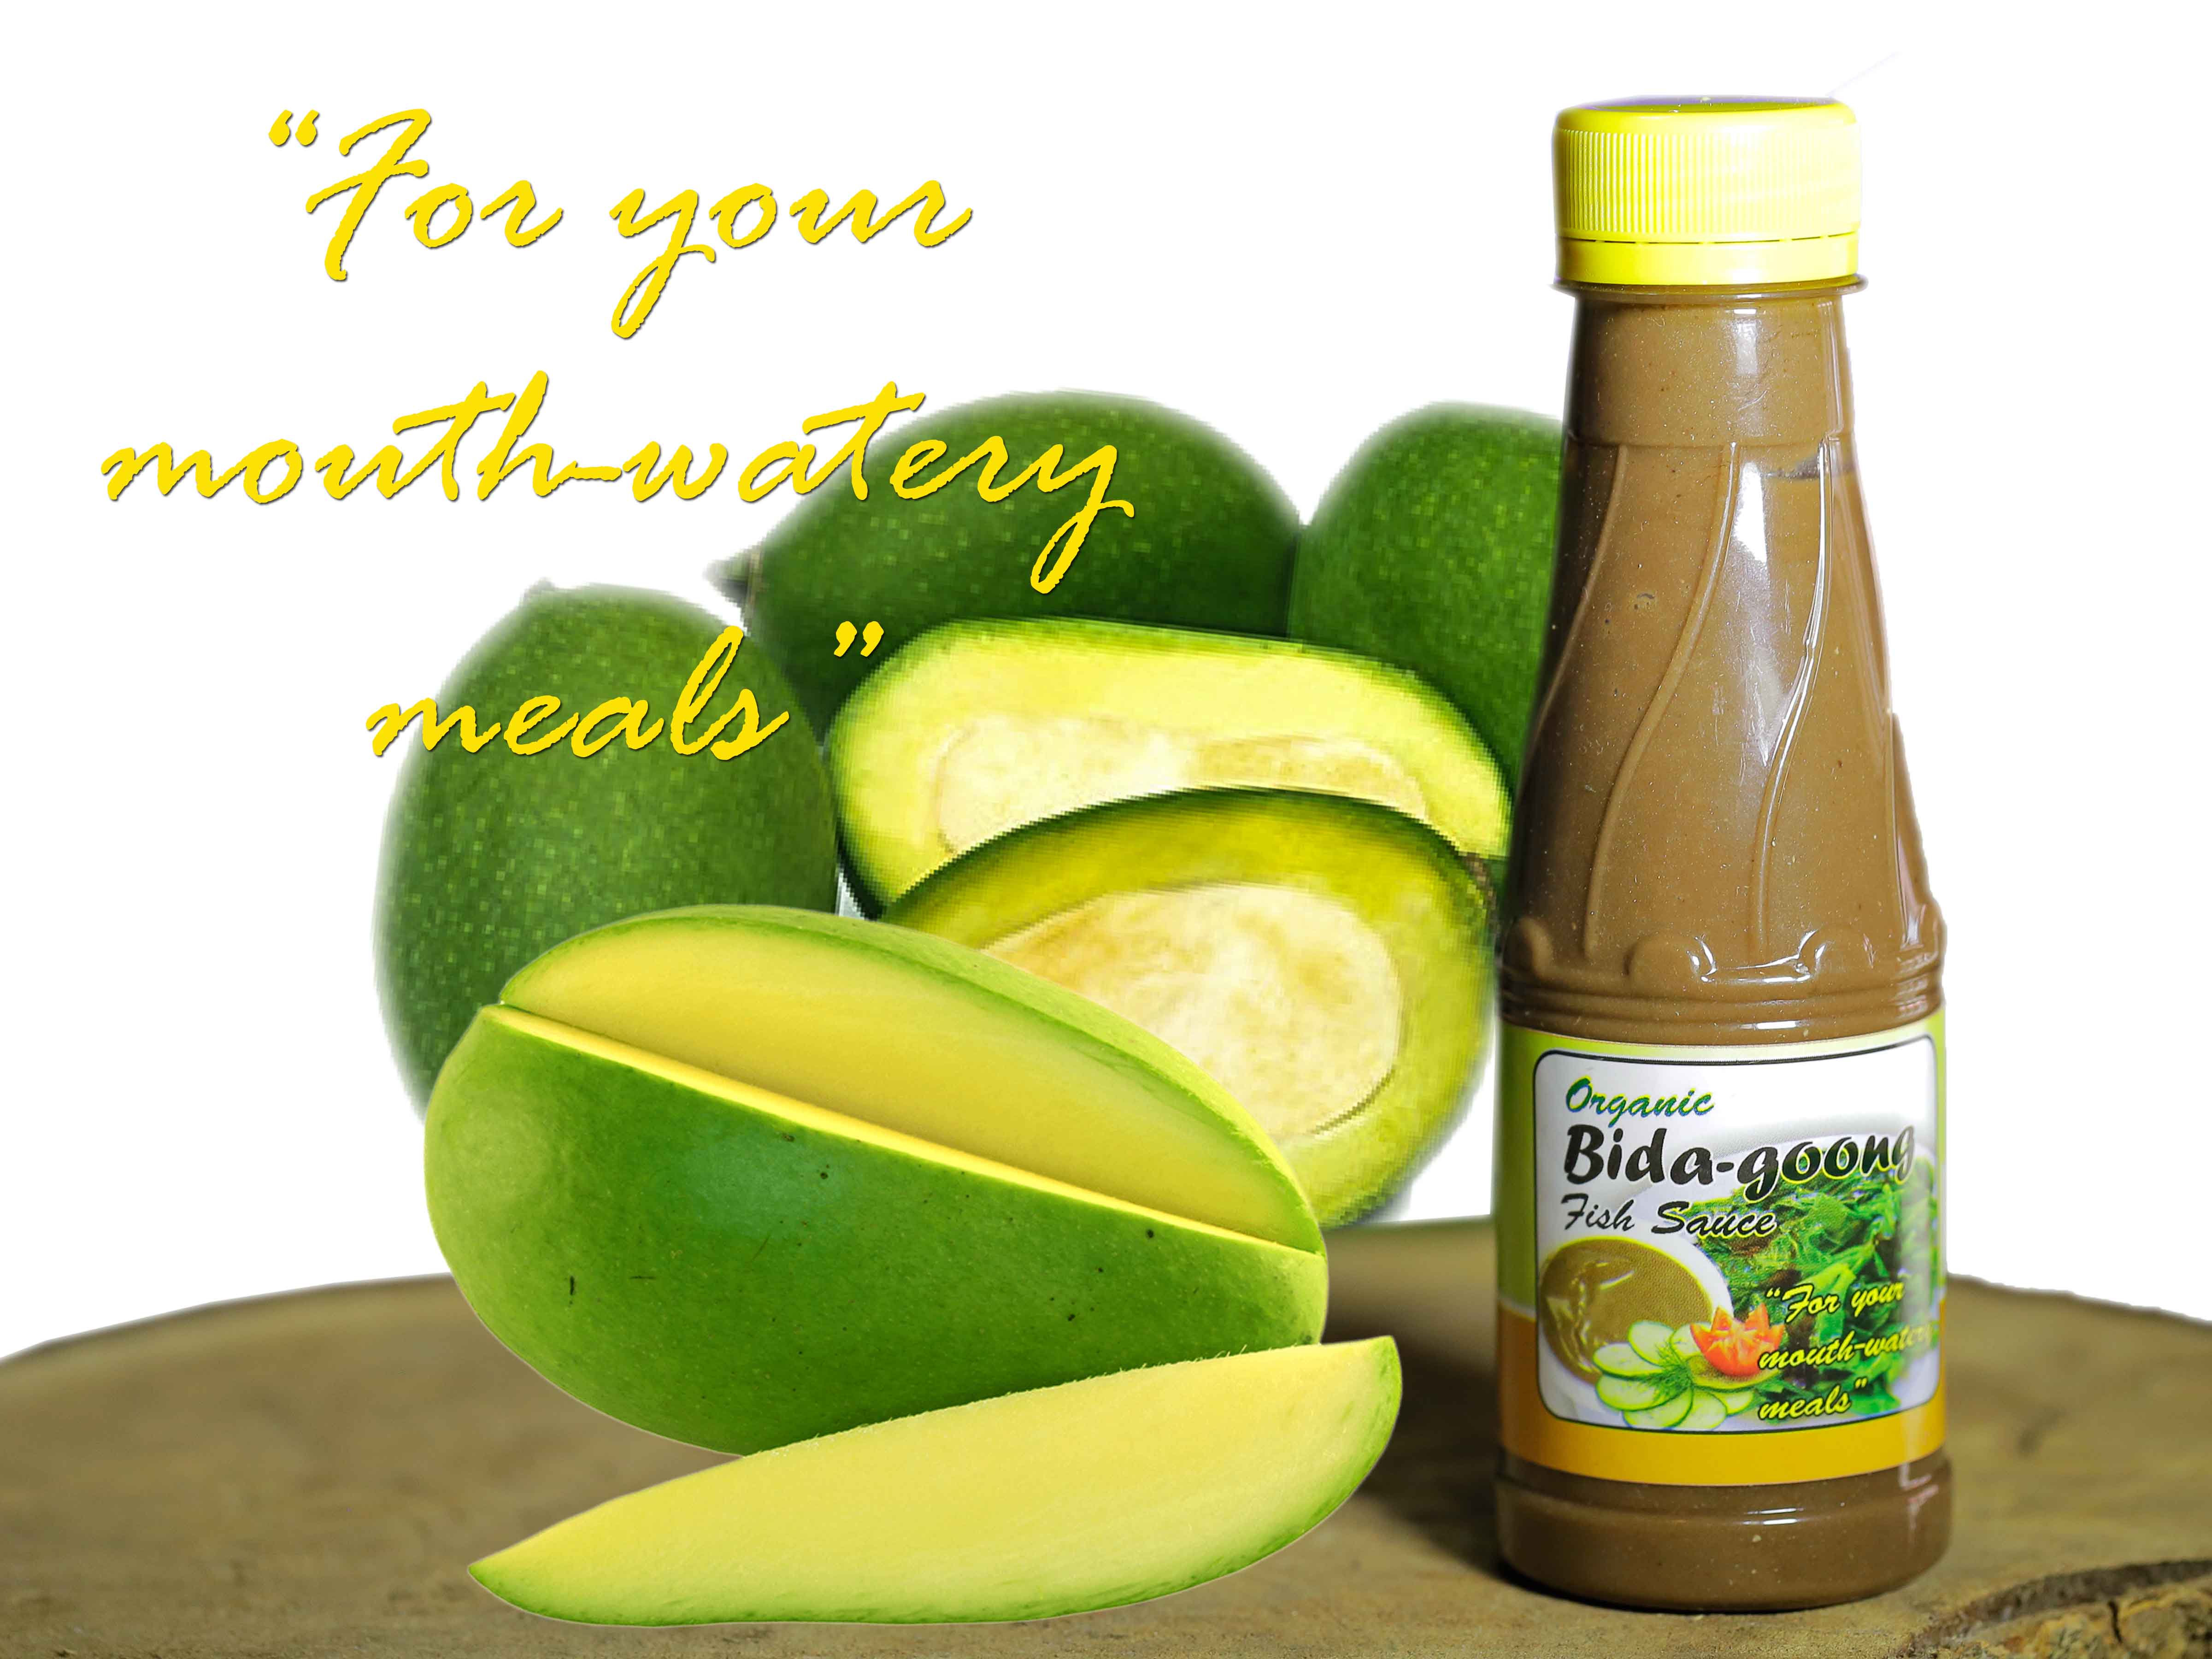 “For your
mouth-watery
meals”
Organic
Bida-goong
Fish Sauce
“For your
mouth-watery
meals”